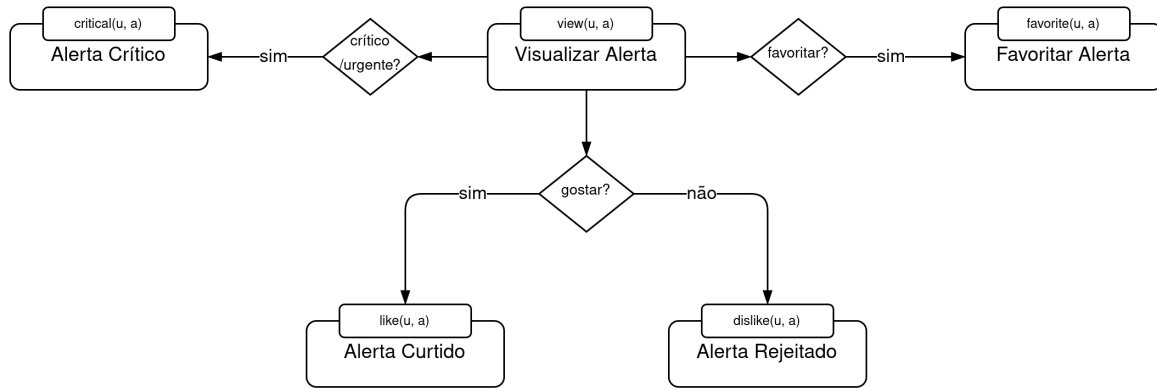 critical(u, a)
Alerta Crítico
sim
crítico
/urgente?
view(u, a)
Visualizar Alerta
favoritar?
sim
favorite(u, a)
Favoritar Alerta
sim
gostar?
não
like(u, a)
Alerta Curtido
dislike(u, a)
Alerta Rejeitado